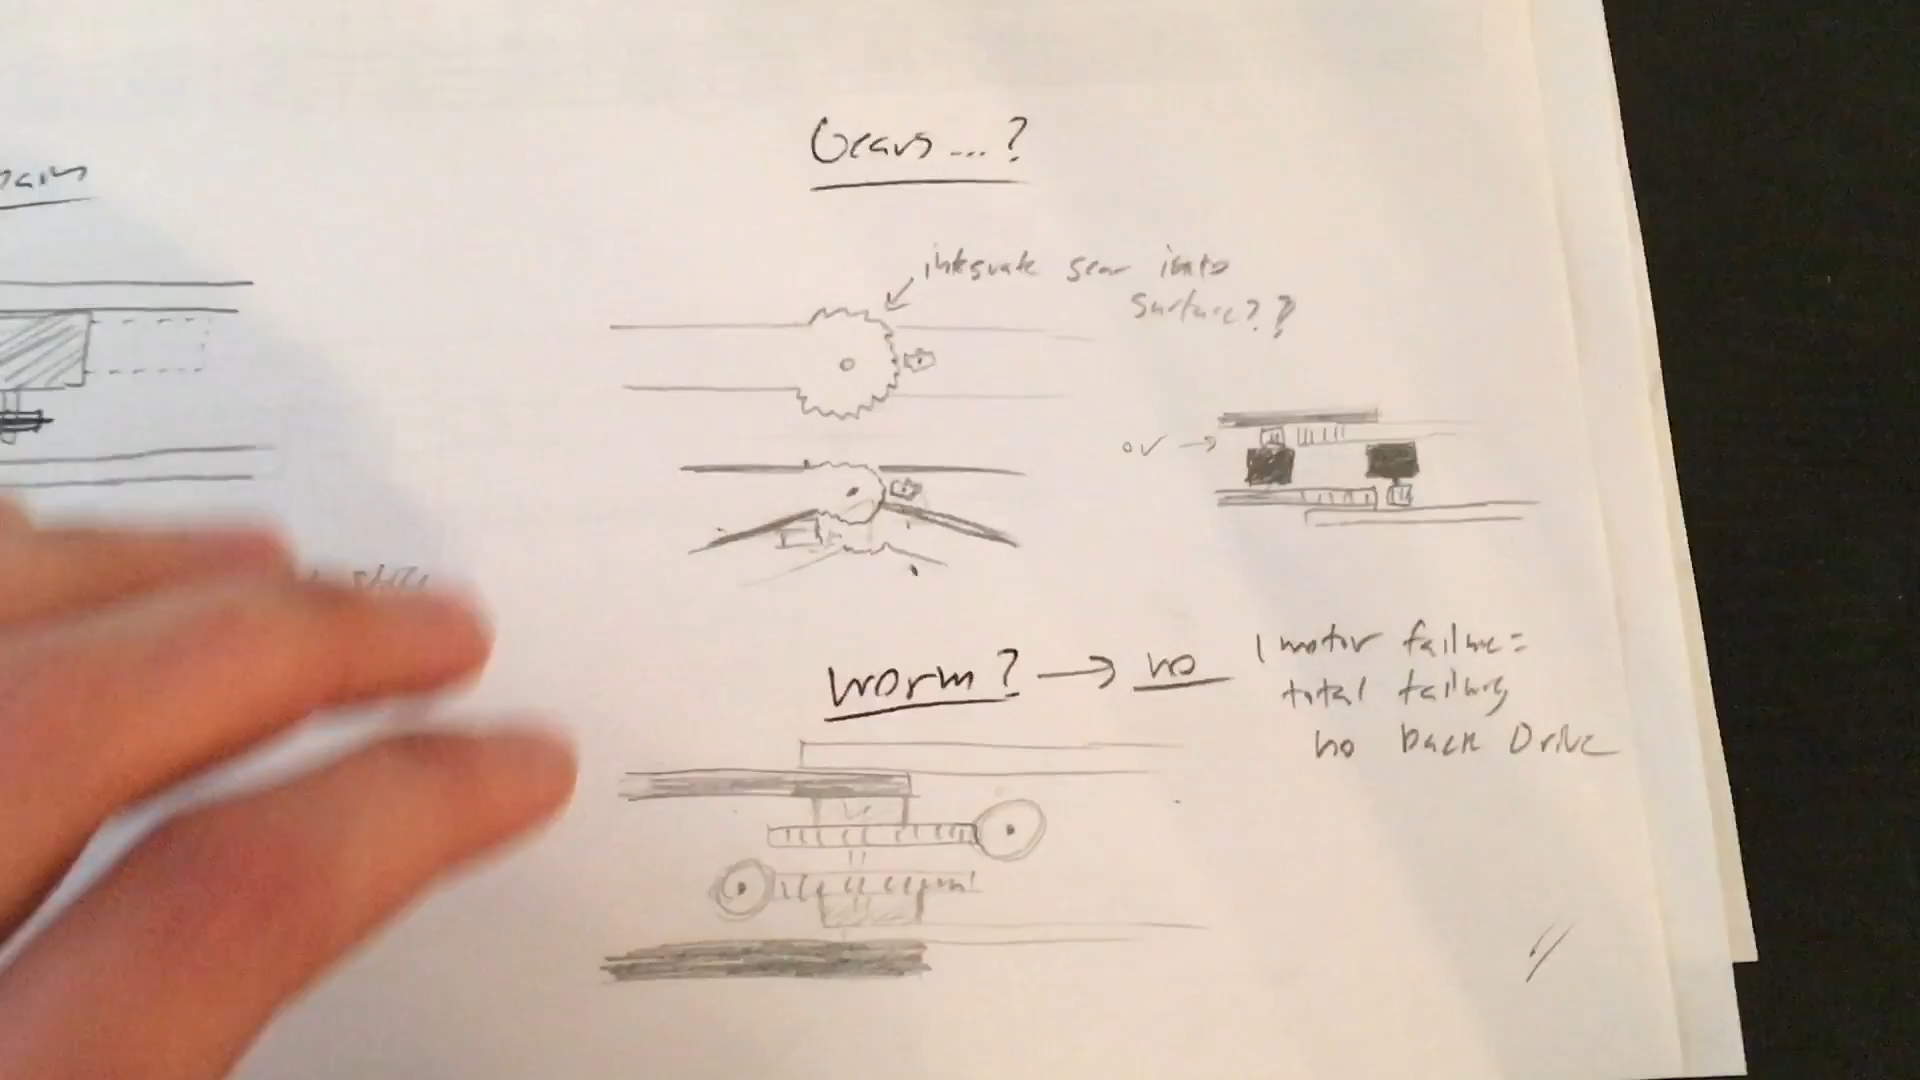 Gears...?
integrate gear into
surface??
or →
worm? → no
1 motor failure =
total failure
no back Drive